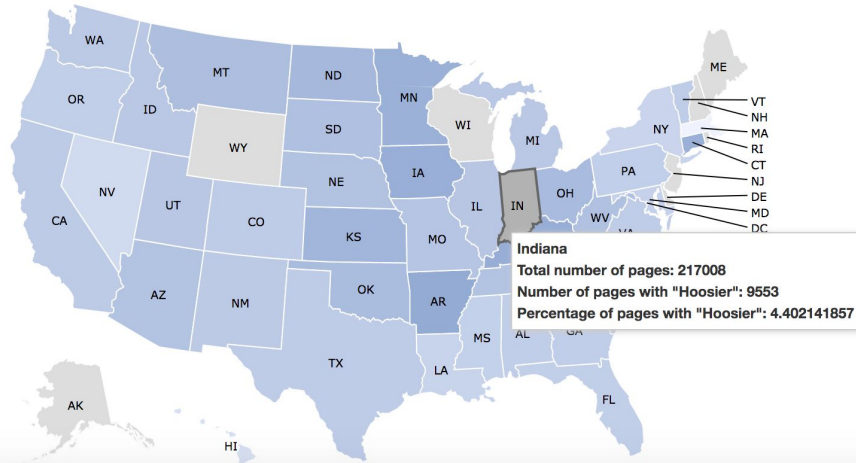 WA
ME
MT
ND
MN
VT
OR
ID
NH
WI
NY
MA
SD
MI
RI
WY
CT
PA
IA
NJ
NE
OH
DE
NV
IL
IN
MD
UT
WV
CA
CO
DC
KS
MO
VA
Indiana
Total number of pages: 217008
Number of pages with "Hoosier": 9553
Percentage of pages with "Hoosier": 4.402141857
OK
AZ
NM
AR
MS
AL
GA
TX
LA
FL
AK
HI